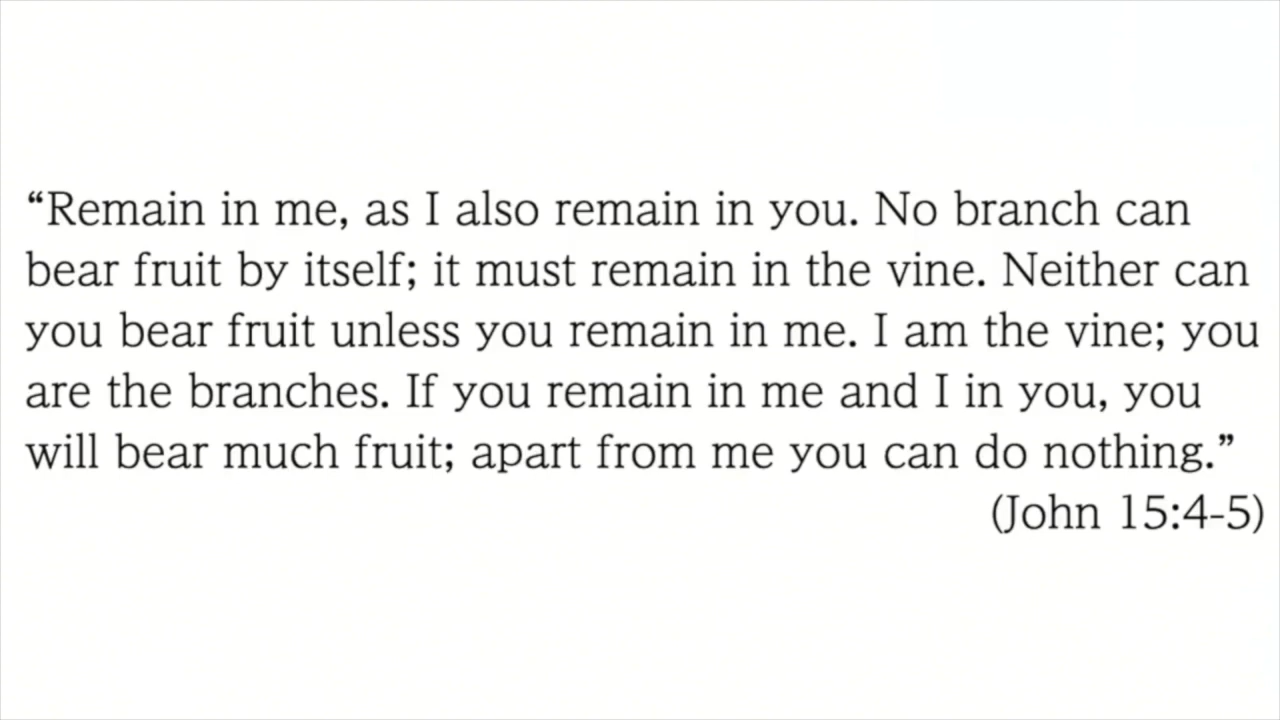 “Remain in me, as I also remain in you. No branch can
bear fruit by itself; it must remain in the vine. Neither can
you bear fruit unless you remain in me. I am the vine; you
are the branches. If you remain in me and I in you, you
will bear much fruit; apart from me you can do nothing.”
(John 15:4-5)